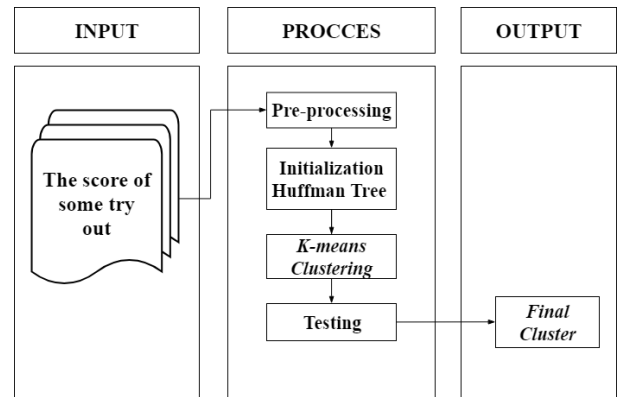 INPUT
PROCCES
OUTPUT
The score of
some try
out
Pre-processing
Initialization
Huffman Tree
K-means
Clustering
Testing
Final
Cluster